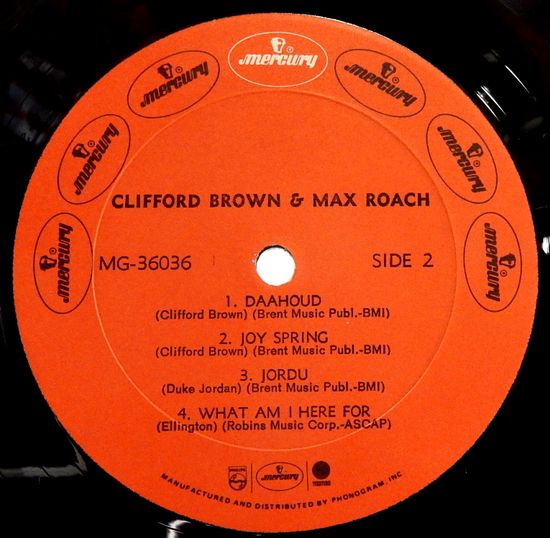 mercury
mercury
mercury
mercury
mercury
mercury
mercury
CLIFFORD BROWN & MAX ROACH
MG-36036
SIDE 2
1. DAAHOUD
(Clifford Brown) (Brent Music Publ.-BMI)
2. JOY SPRING
(Clifford Brown) (Brent Music Publ.-BMI)
3. JORDU
(Duke Jordan) (Brent Music Publ.-BMI)
4. WHAT AM I HERE FOR
(Ellington) (Robins Music Corp.-ASCAP)
PHILIPS
mercury
MANUFACTURED AND DISTRIBUTED BY PHONOGRAM, INC